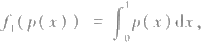 f₁(p(x)) = ∫₀¹ p(x) dx,